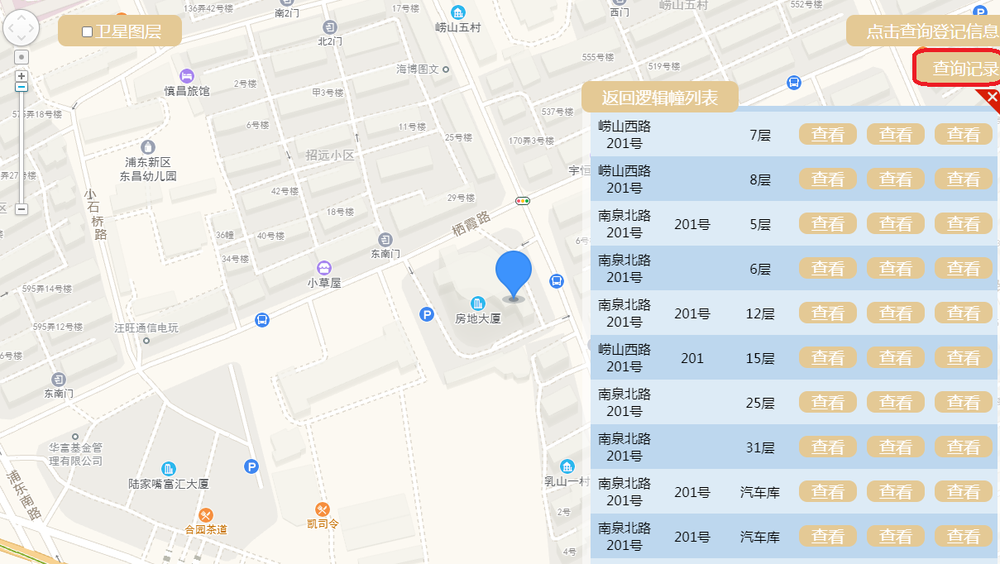 136弄42号楼
南2门
17号楼
崂山五村
西门
崂山五村
552号楼
P
卫星图层
北2门
点击查询登记信息
555号楼
519号楼
海博图文
查询记录
慎昌旅馆
2号楼
甲3号楼
返回逻辑幢列表
575弄18号楼
537号楼
6号楼
11号楼
25号楼
170弄3号楼
招远小区
浦东新区
东昌幼儿园
宇恒
42号楼
29号楼
小石桥路
18号楼
栖霞路
36幢
40号楼
东南门
34号楼
小草屋
595弄14号楼
P
房地大厦
595弄12号楼
汪旺通信电玩
6号楼
东南门
华富基金管
理有限公司
P
陆家嘴富汇大厦
浦东南路
合园茶道
凯司令
乳山一村
2号
4号
崂山西路
201号
7层
查看 查看 查看
崂山西路
201号
8层
查看 查看 查看
南泉北路
201号
201号
5层
查看 查看 查看
南泉北路
201号
6层
查看 查看 查看
南泉北路
201号
201号
12层
查看 查看 查看
崂山西路
201号
201
15层
查看 查看 查看
南泉北路
201号
25层
查看 查看 查看
南泉北路
201号
31层
查看 查看 查看
南泉北路
201号
201号
汽车库
查看 查看 查看
南泉北路
201号
201号
汽车库
查看 查看 查看